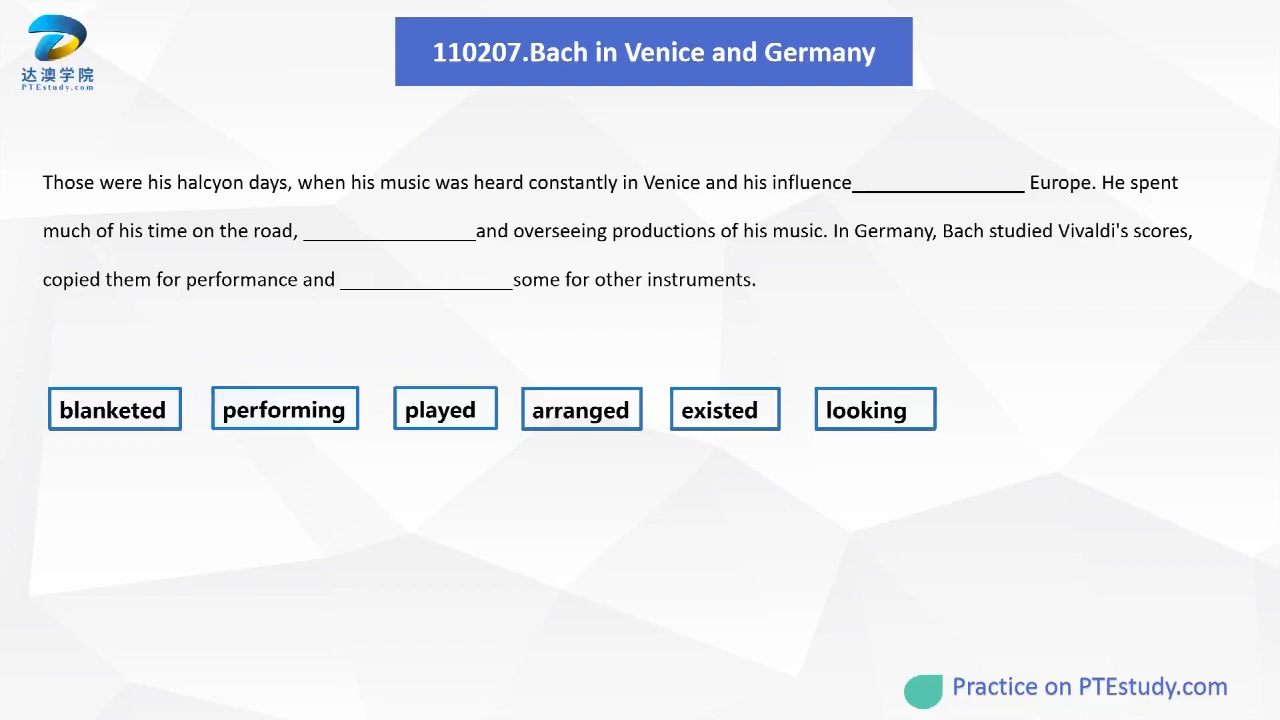 达澳学院
PTEstudy.com
110207.Bach in Venice and Germany
Those were his halcyon days, when his music was heard constantly in Venice and his influence________________ Europe. He spent
much of his time on the road, ________________and overseeing productions of his music. In Germany, Bach studied Vivaldi's scores,
copied them for performance and ________________some for other instruments.
blanketed performing played arranged existed looking
Practice on PTEstudy.com